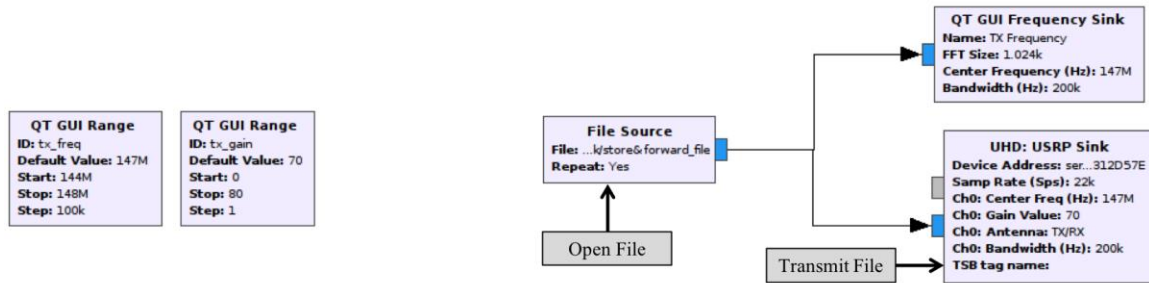 QT GUI Range
ID: tx_freq
Default Value: 147M
Start: 144M
Stop: 148M
Step: 100k
QT GUI Range
ID: tx_gain
Default Value: 70
Start: 0
Stop: 80
Step: 1
File Source
File: ...k/store&forward_file
Repeat: Yes
Open File
QT GUI Frequency Sink
Name: TX Frequency
FFT Size: 1.024k
Center Frequency (Hz): 147M
Bandwidth (Hz): 200k
UHD: USRP Sink
Device Address: ser...312D57E
Samp Rate (Sps): 22k
Ch0: Center Freq (Hz): 147M
Ch0: Gain Value: 70
Ch0: Antenna: TX/RX
Ch0: Bandwidth (Hz): 200k
TSB tag name:
Transmit File